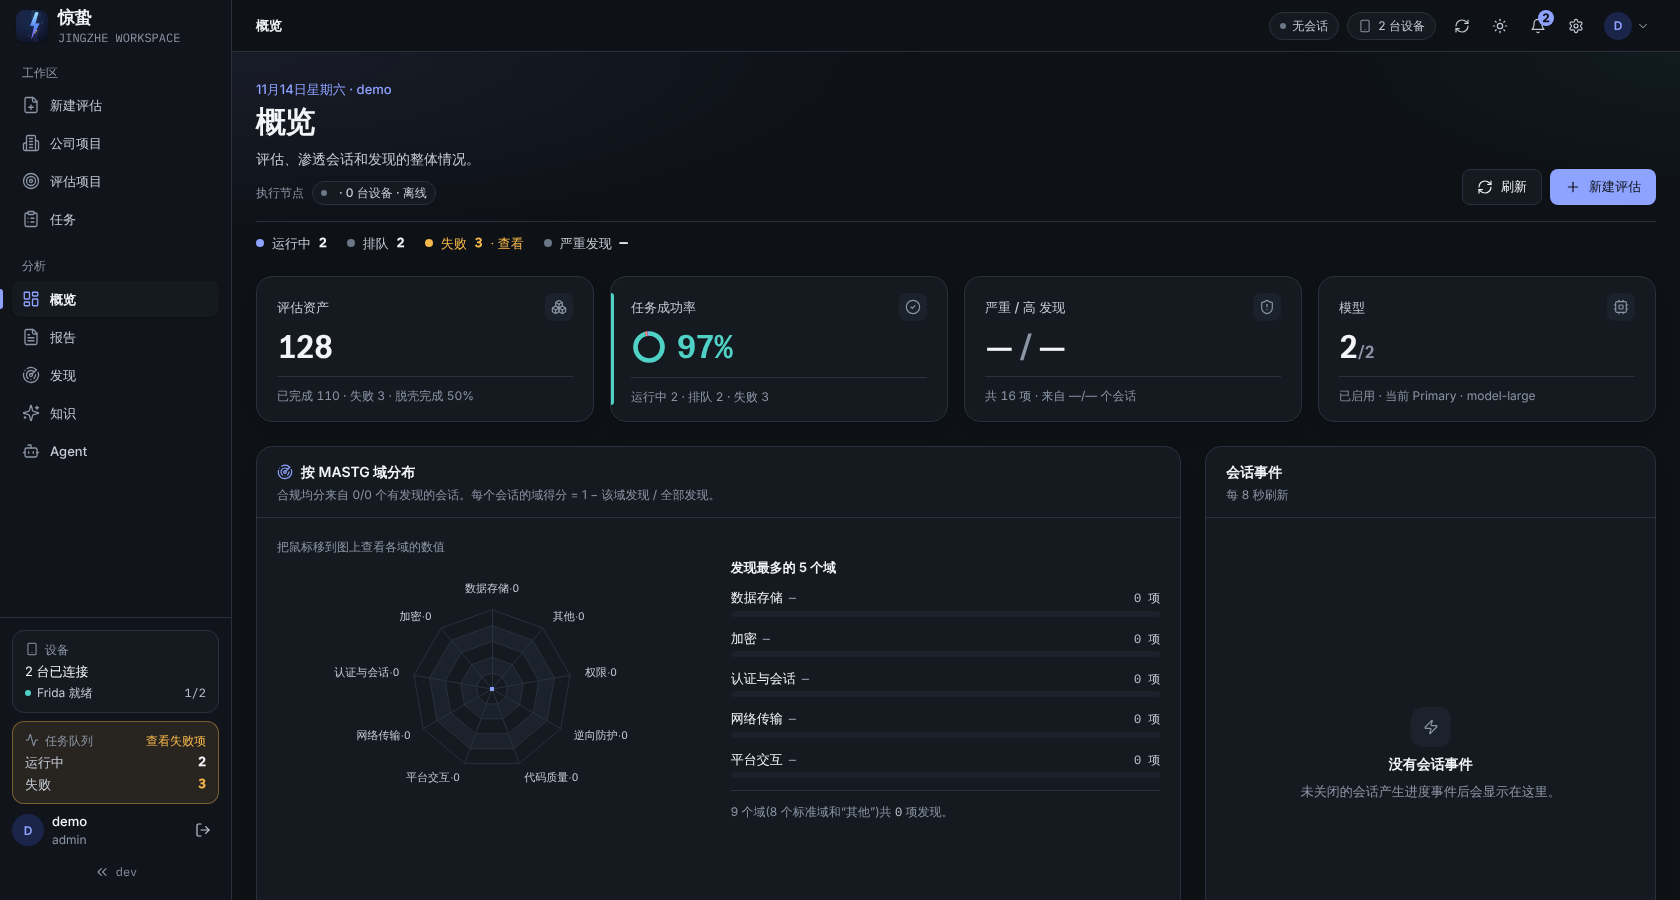 惊蛰
JINGZHE WORKSPACE
工作区
新建评估
公司项目
评估项目
任务
分析
概览
报告
发现
知识
Agent
设备
2 台已连接
Frida 就绪 1/2
任务队列 查看失败项
运行中 2
失败 3
D
demo
admin
dev
概览
无会话
2 台设备
2
D
11月14日星期六 · demo
概览
评估、渗透会话和发现的整体情况。
执行节点 · 0 台设备 · 离线
刷新
新建评估
运行中 2 排队 2 失败 3 · 查看 严重发现 —
评估资产
128
已完成 110 · 失败 3 · 脱壳完成 50%
任务成功率
97%
运行中 2 · 排队 2 · 失败 3
严重 / 高 发现
— / —
共 16 项 · 来自 —/— 个会话
模型
2/2
已启用 · 当前 Primary · model-large
按 MASTG 域分布
合规均分来自 0/0 个有发现的会话。每个会话的域得分 = 1 − 该域发现 / 全部发现。
把鼠标移到图上查看各域的数值
数据存储·0
其他·0
权限·0
逆向防护·0
代码质量·0
平台交互·0
网络传输·0
认证与会话·0
加密·0
发现最多的 5 个域
数据存储 — 0 项
加密 — 0 项
认证与会话 — 0 项
网络传输 — 0 项
平台交互 — 0 项
9 个域(8 个标准域和“其他”)共 0 项发现。
会话事件
每 8 秒刷新
没有会话事件
未关闭的会话产生进度事件后会显示在这里。